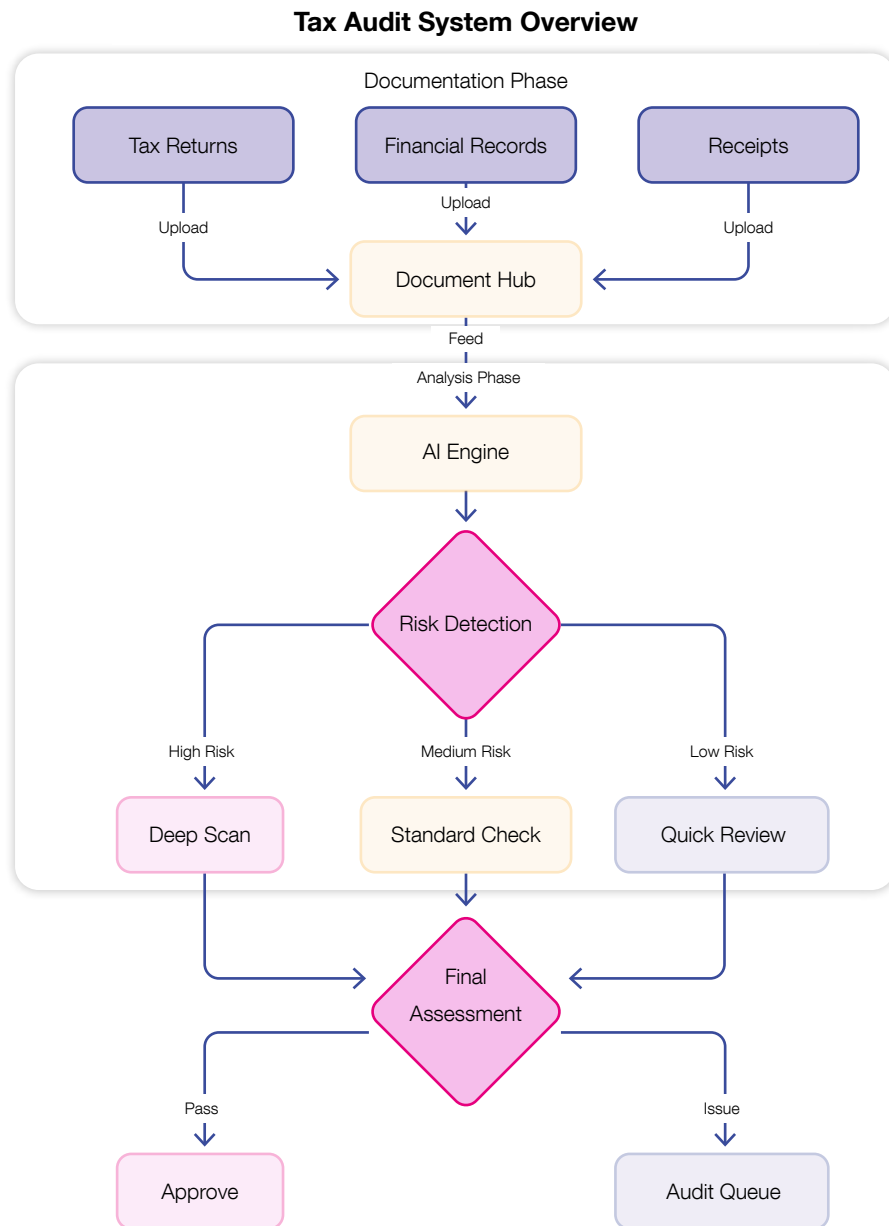 Tax Audit System Overview
Documentation Phase
Tax Returns
Financial Records
Receipts
Upload
Upload
Upload
Document Hub
Feed
Analysis Phase
AI Engine
Risk Detection
High Risk
Medium Risk
Low Risk
Deep Scan
Standard Check
Quick Review
Final
Assessment
Pass
Issue
Approve
Audit Queue